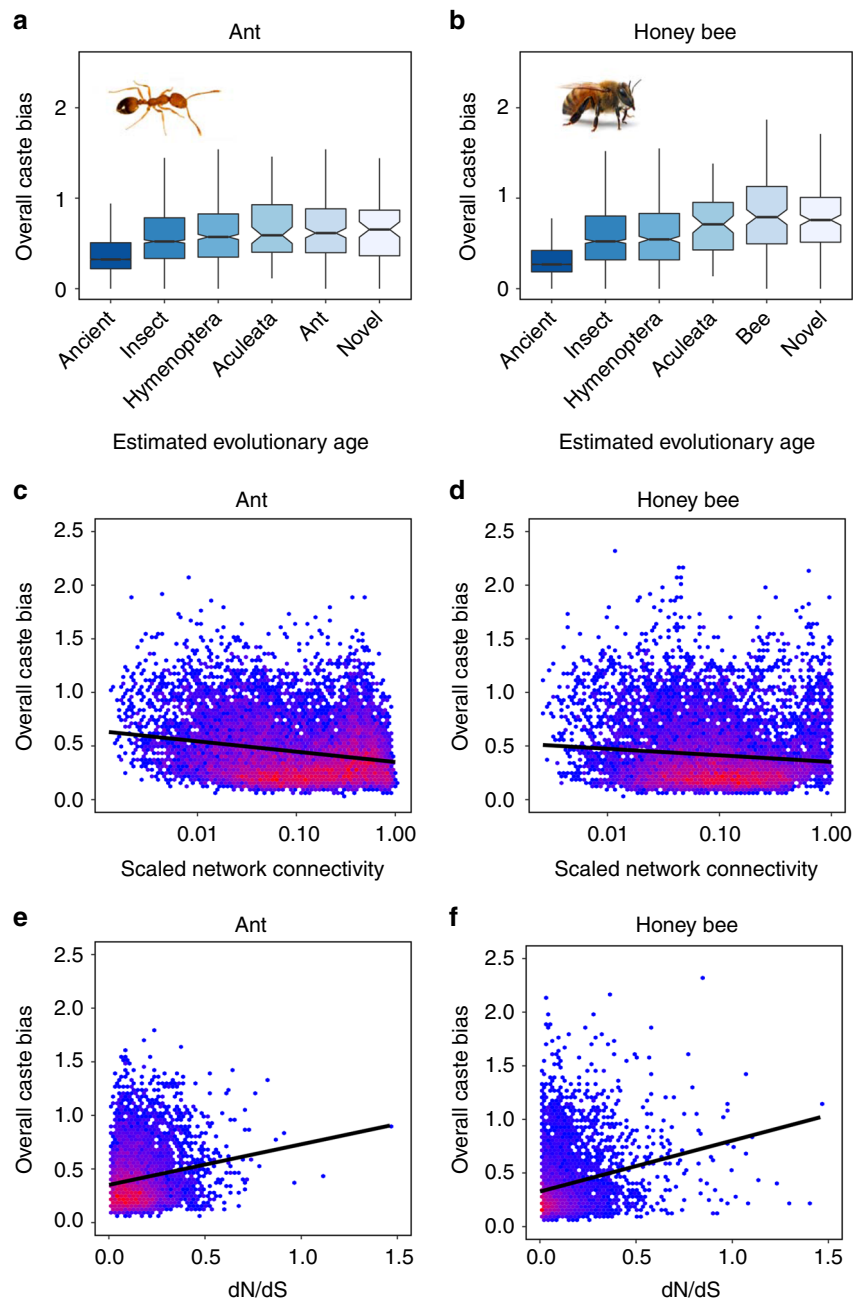 a
Ant
Overall caste bias
2
1
0
Ancient
Insect
Hymenoptera
Aculeata
Ant
Novel
Estimated evolutionary age
b
Honey bee
Overall caste bias
2
1
0
Ancient
Insect
Hymenoptera
Aculeata
Bee
Novel
Estimated evolutionary age
c
Ant
Overall caste bias
2.5
2.0
1.5
1.0
0.5
0.0
0.01 0.10 1.00
Scaled network connectivity
d
Honey bee
Overall caste bias
2.5
2.0
1.5
1.0
0.5
0.0
0.01 0.10 1.00
Scaled network connectivity
e
Ant
Overall caste bias
2.5
2.0
1.5
1.0
0.5
0.0
0.0 0.5 1.0 1.5
dN/dS
f
Honey bee
Overall caste bias
2.5
2.0
1.5
1.0
0.5
0.0
0.0 0.5 1.0 1.5
dN/dS